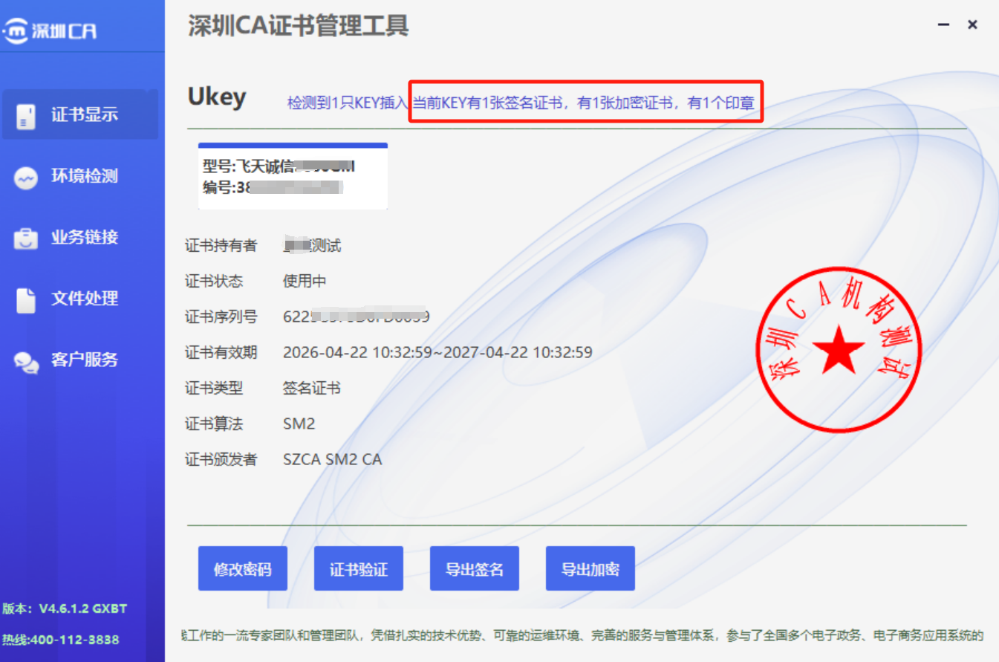 深圳CA
深圳CA证书管理工具
Ukey
检测到1只KEY插入 当前KEY有1张签名证书，有1张加密证书，有1个印章
证书显示
环境检测
业务链接
文件处理
客户服务
型号:飞天诚信
编号:38
证书持有者 测试
证书状态 使用中
证书序列号 622
证书有效期 2026-04-22 10:32:59~2027-04-22 10:32:59
证书类型 签名证书
证书算法 SM2
证书颁发者 SZCA SM2 CA
深圳CA机构测试
修改密码 证书验证 导出签名 导出加密
版本：V4.6.1.2 GXBT
热线:400-112-3838
工作的一流专家团队和管理团队，凭借扎实的技术优势、可靠的运维环境、完善的服务与管理体系，参与了全国多个电子政务、电子商务应用系统的